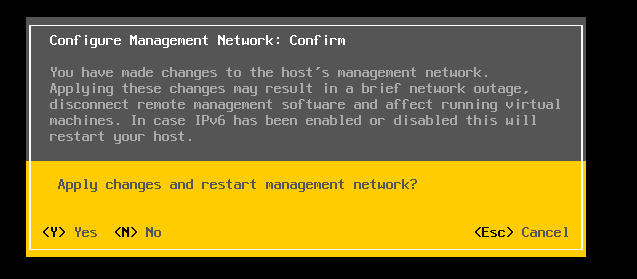 Configure Management Network: Confirm
You have made changes to the host's management network.
Applying these changes may result in a brief network outage,
disconnect remote management software and affect running virtual
machines. In case IPv6 has been enabled or disabled this will
restart your host.
Apply changes and restart management network?
<Y> Yes <N> No <Esc> Cancel